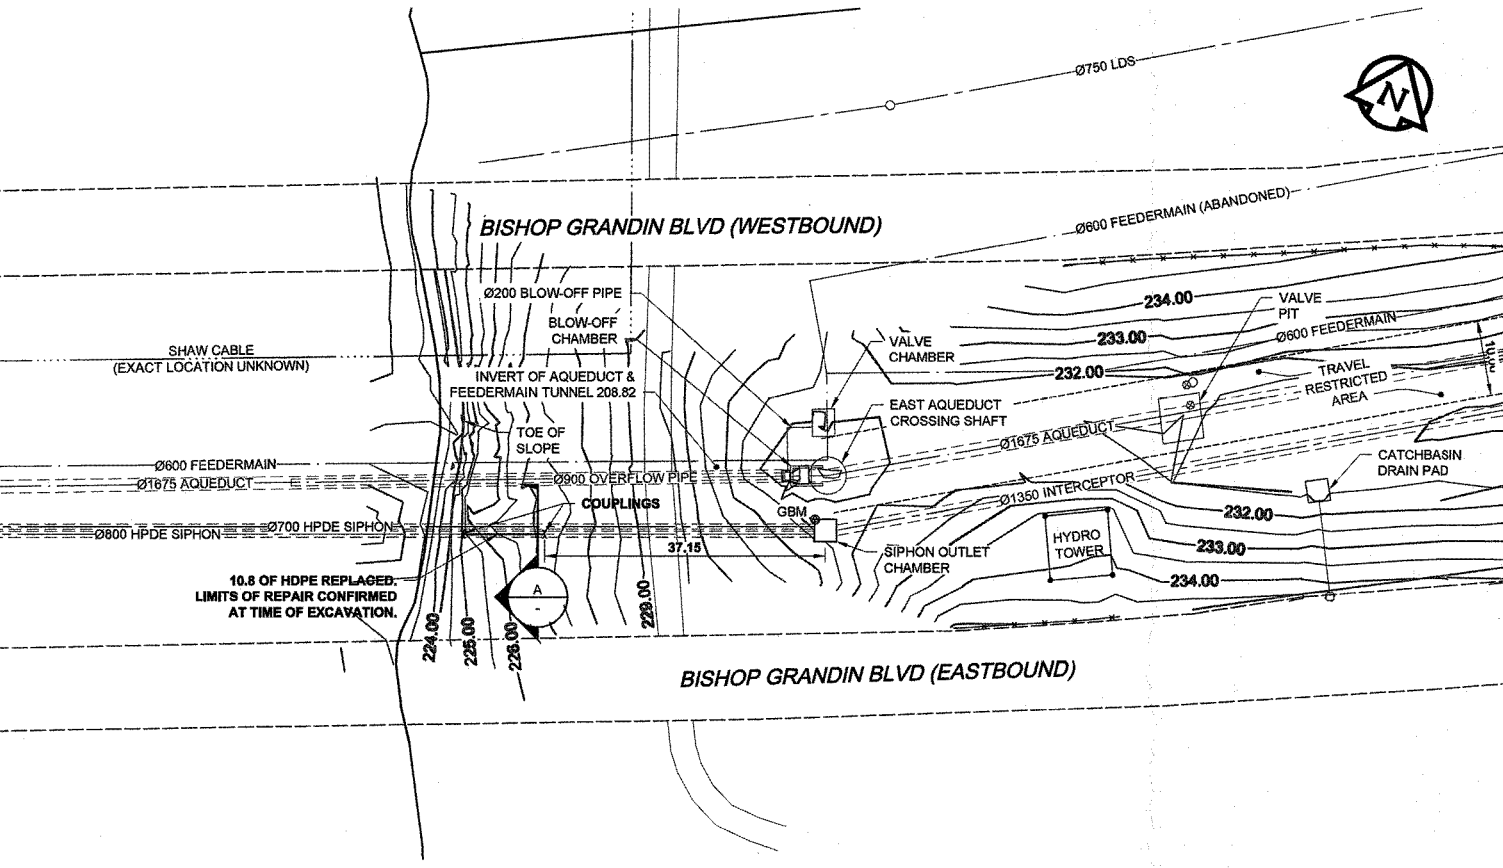 Ø750 LDS
N
Ø600 FEEDERMAIN (ABANDONED)
BISHOP GRANDIN BLVD (WESTBOUND)
Ø200 BLOW-OFF PIPE
BLOW-OFF
CHAMBER
234.00
VALVE
PIT
233.00
Ø600 FEEDERMAIN
VALVE
CHAMBER
SHAW CABLE
(EXACT LOCATION UNKNOWN)
232.00
TRAVEL
RESTRICTED
AREA
INVERT OF AQUEDUCT &
FEEDERMAIN TUNNEL 208.82
EAST AQUEDUCT
CROSSING SHAFT
TOE OF
SLOPE
Ø1675 AQUEDUCT
CATCHBASIN
DRAIN PAD
Ø600 FEEDERMAIN
Ø1675 AQUEDUCT
Ø900 OVERFLOW PIPE
Ø1350 INTERCEPTOR
COUPLINGS
GBM
232.00
Ø700 HPDE SIPHON
Ø800 HPDE SIPHON
37.15
SIPHON OUTLET
CHAMBER
HYDRO
TOWER
233.00
234.00
10.8 OF HDPE REPLACED.
LIMITS OF REPAIR CONFIRMED
AT TIME OF EXCAVATION.
A
-
224.00
225.00
226.00
229.00
BISHOP GRANDIN BLVD (EASTBOUND)